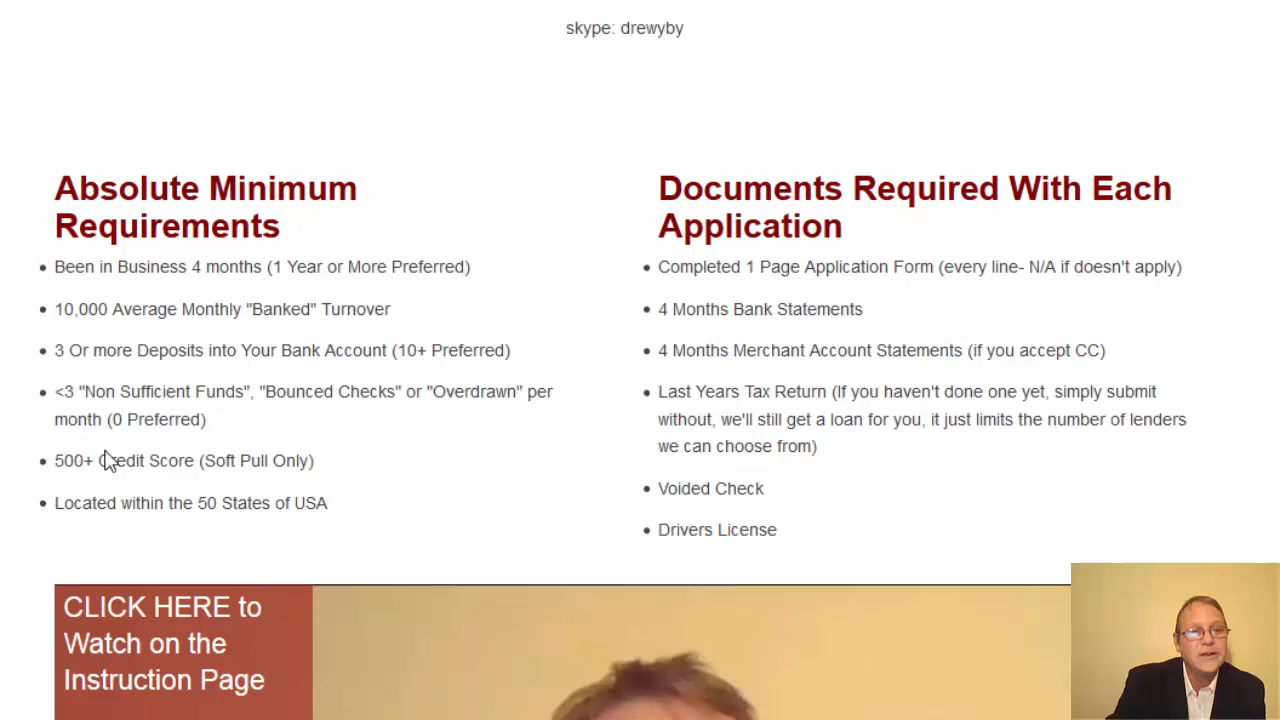 skype: drewyby
Absolute Minimum
Requirements
Been in Business 4 months (1 Year or More Preferred)
10,000 Average Monthly "Banked" Turnover
3 Or more Deposits into Your Bank Account (10+ Preferred)
<3 "Non Sufficient Funds", "Bounced Checks" or "Overdrawn" per
month (0 Preferred)
500+ Credit Score (Soft Pull Only)
Located within the 50 States of USA
Documents Required With Each
Application
Completed 1 Page Application Form (every line- N/A if doesn't apply)
4 Months Bank Statements
4 Months Merchant Account Statements (if you accept CC)
Last Years Tax Return (If you haven't done one yet, simply submit
without, we'll still get a loan for you, it just limits the number of lenders
we can choose from)
Voided Check
Drivers License
CLICK HERE to
Watch on the
Instruction Page